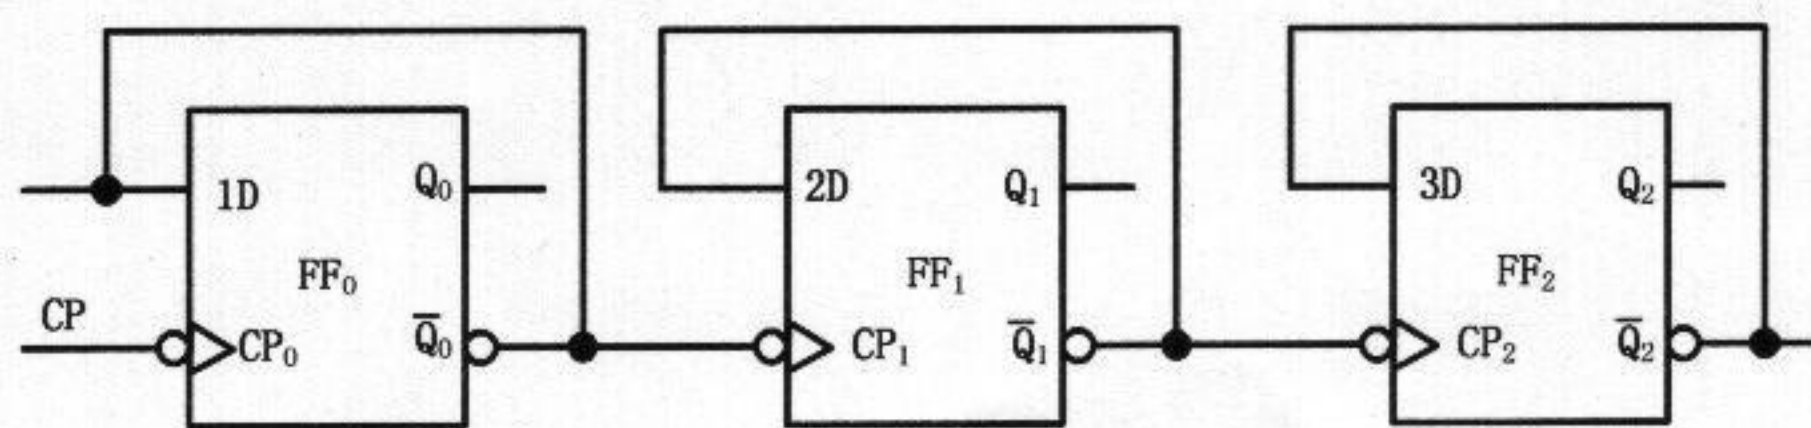 1D Q₀ 2D Q₁ 3D Q₂
FF₀ FF₁ FF₂
CP CP₀ Q̅₀ CP₁ Q̅₁ CP₂ Q̅₂